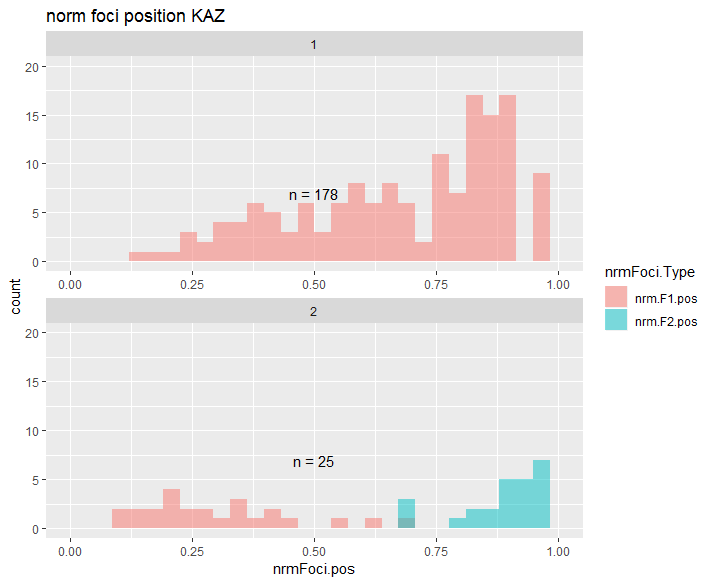 norm foci position KAZ
1
20
15
10
5
0
n = 178
0.00 0.25 0.50 0.75 1.00
count
2
20
15
10
5
0
n = 25
0.00 0.25 0.50 0.75 1.00
nrmFoci.pos
nrmFoci.Type
nrm.F1.pos
nrm.F2.pos